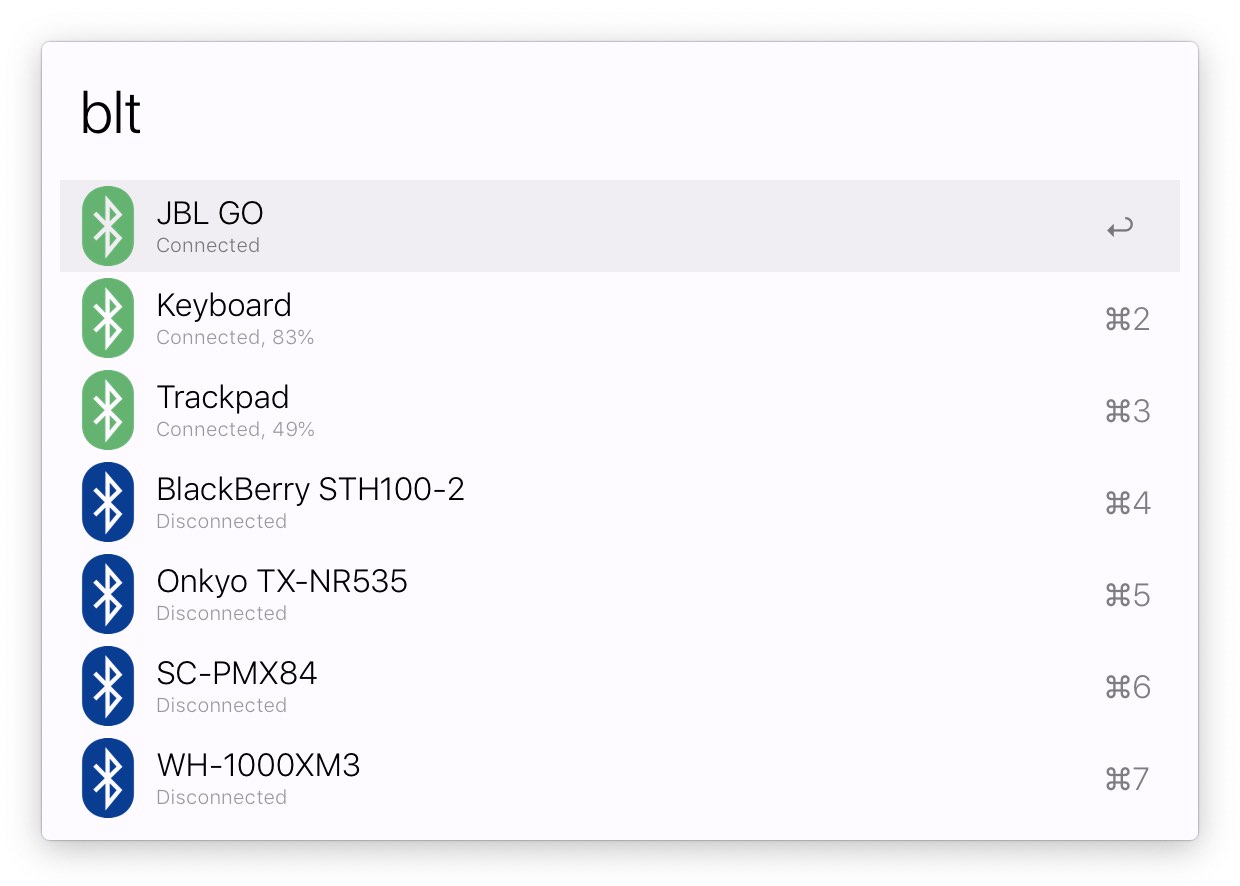 blt
JBL GO
Connected
↩
Keyboard
Connected, 83%
⌘2
Trackpad
Connected, 49%
⌘3
BlackBerry STH100-2
Disconnected
⌘4
Onkyo TX-NR535
Disconnected
⌘5
SC-PMX84
Disconnected
⌘6
WH-1000XM3
Disconnected
⌘7